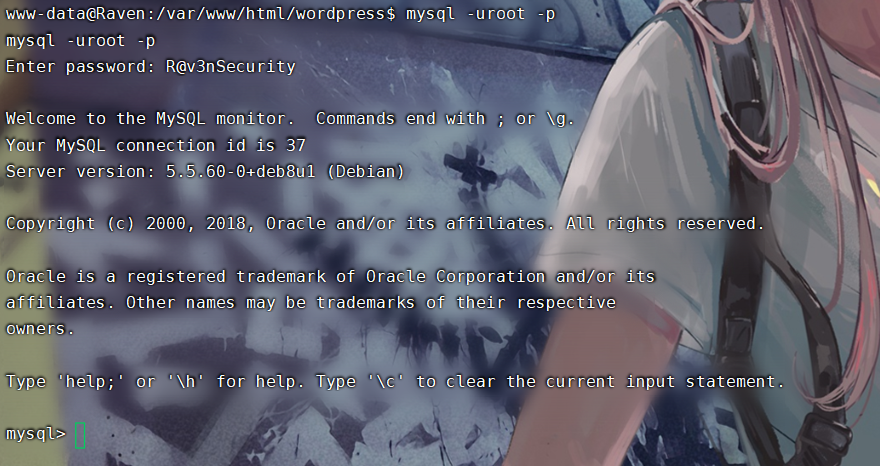 www-data@Raven:/var/www/html/wordpress$ mysql -uroot -p
mysql -uroot -p
Enter password: R@v3nSecurity
Welcome to the MySQL monitor.  Commands end with ; or \g.
Your MySQL connection id is 37
Server version: 5.5.60-0+deb8u1 (Debian)
Copyright (c) 2000, 2018, Oracle and/or its affiliates. All rights reserved.
Oracle is a registered trademark of Oracle Corporation and/or its
affiliates. Other names may be trademarks of their respective
owners.
Type 'help;' or '\h' for help. Type '\c' to clear the current input statement.
mysql>